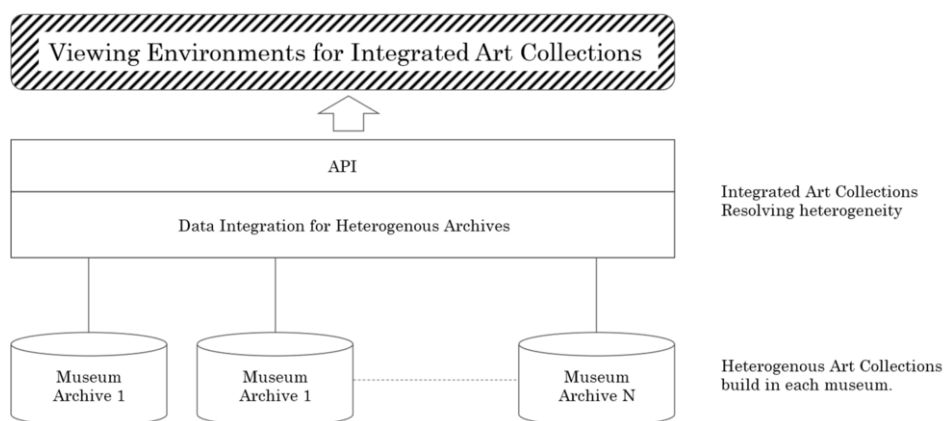 Viewing Environments for Integrated Art Collections
API
Data Integration for Heterogenous Archives
Integrated Art Collections
Resolving heterogeneity
Museum
Archive 1
Museum
Archive 1
Museum
Archive N
Heterogenous Art Collections
build in each museum.